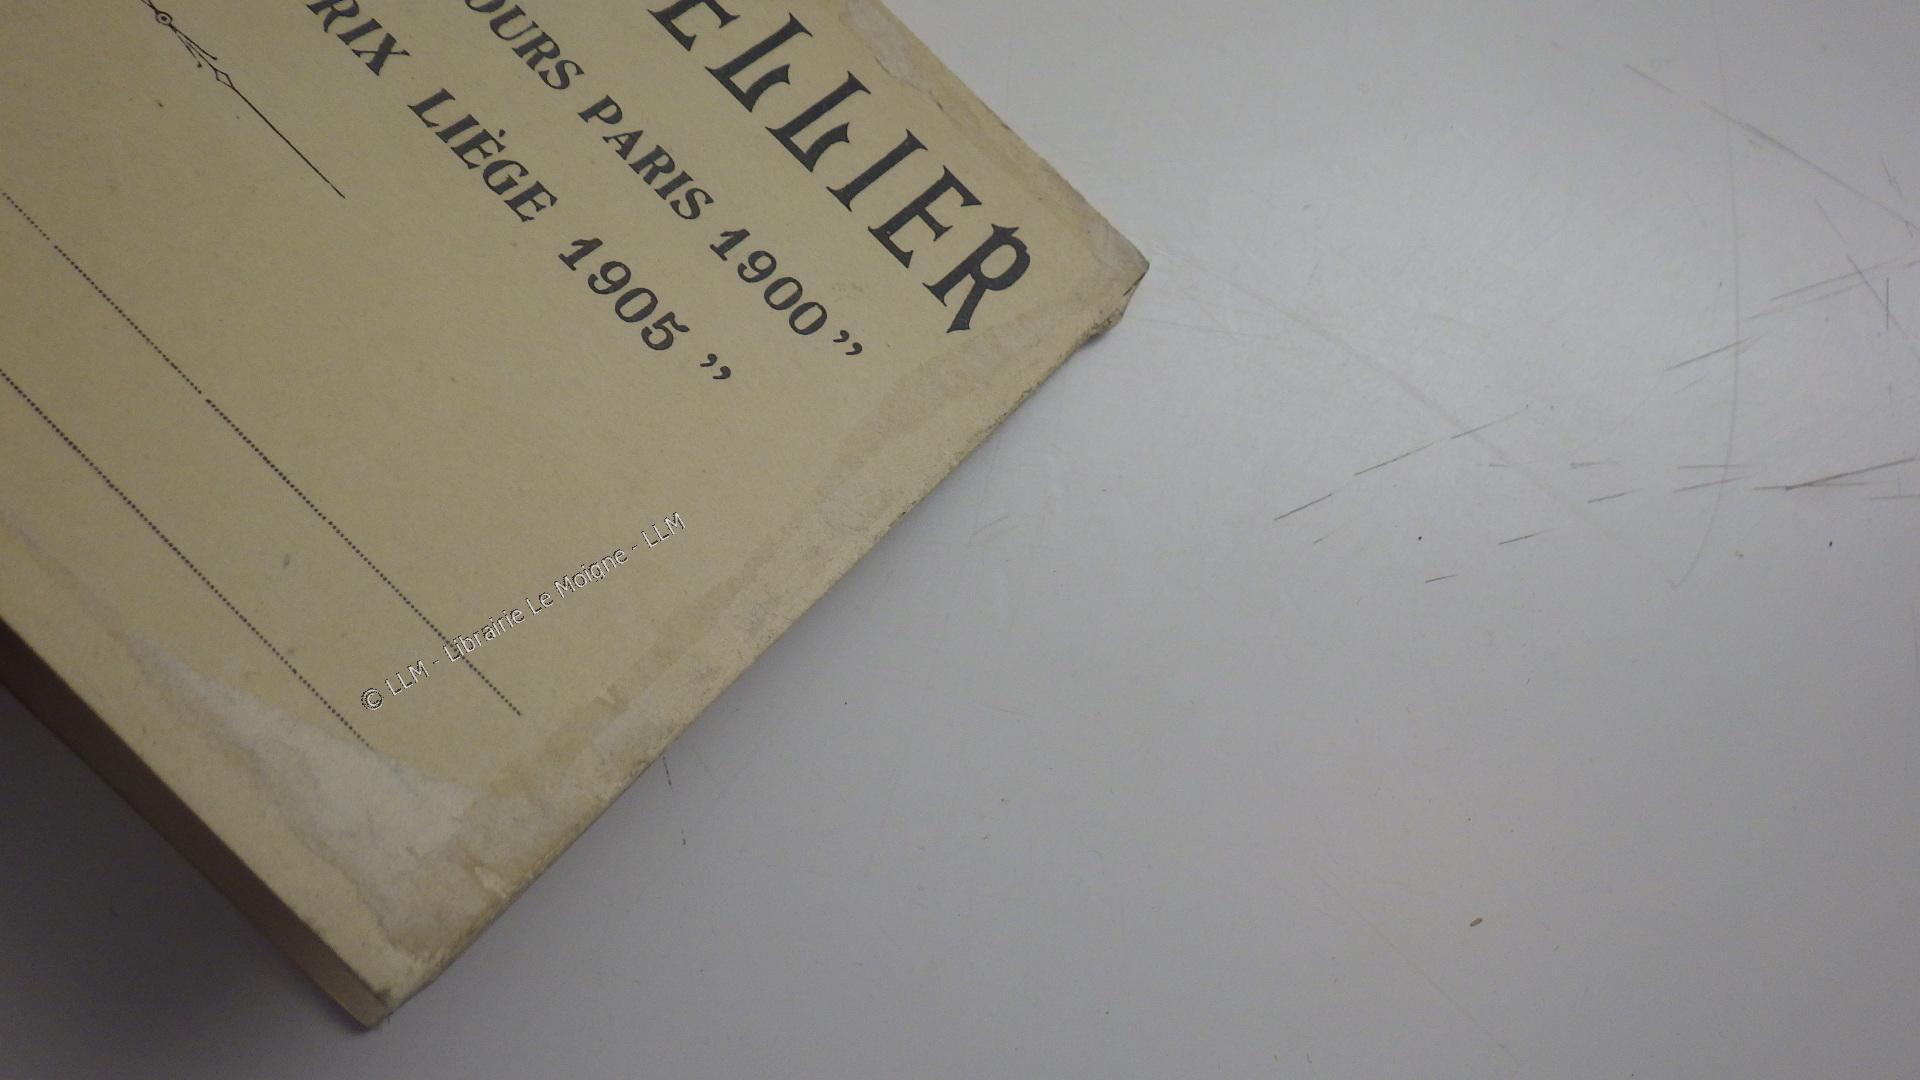 ELLIER
OURS PARIS 1900”
RIX LIÈGE 1905”
© LLM - Librairie Le Moigne - LLM